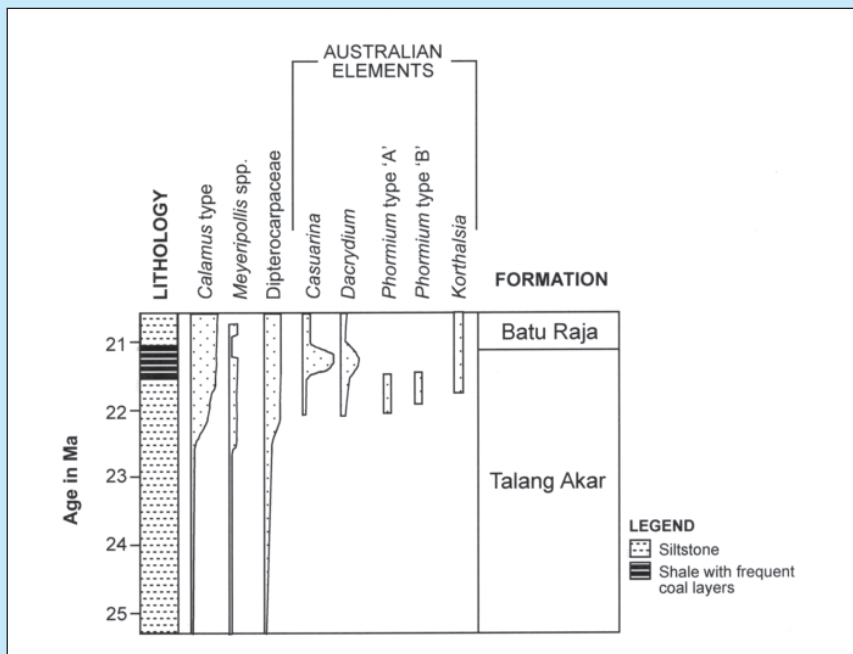 AUSTRALIAN
ELEMENTS
LITHOLOGY
Calamus type
Meyeripollis spp.
Dipterocarpaceae
Casuarina
Dacrydium
Phormium type ‘A’
Phormium type ‘B’
Korthalsia
FORMATION
Batu Raja
Talang Akar
Age in Ma
21
22
23
24
25
LEGEND
Siltstone
Shale with frequent
coal layers